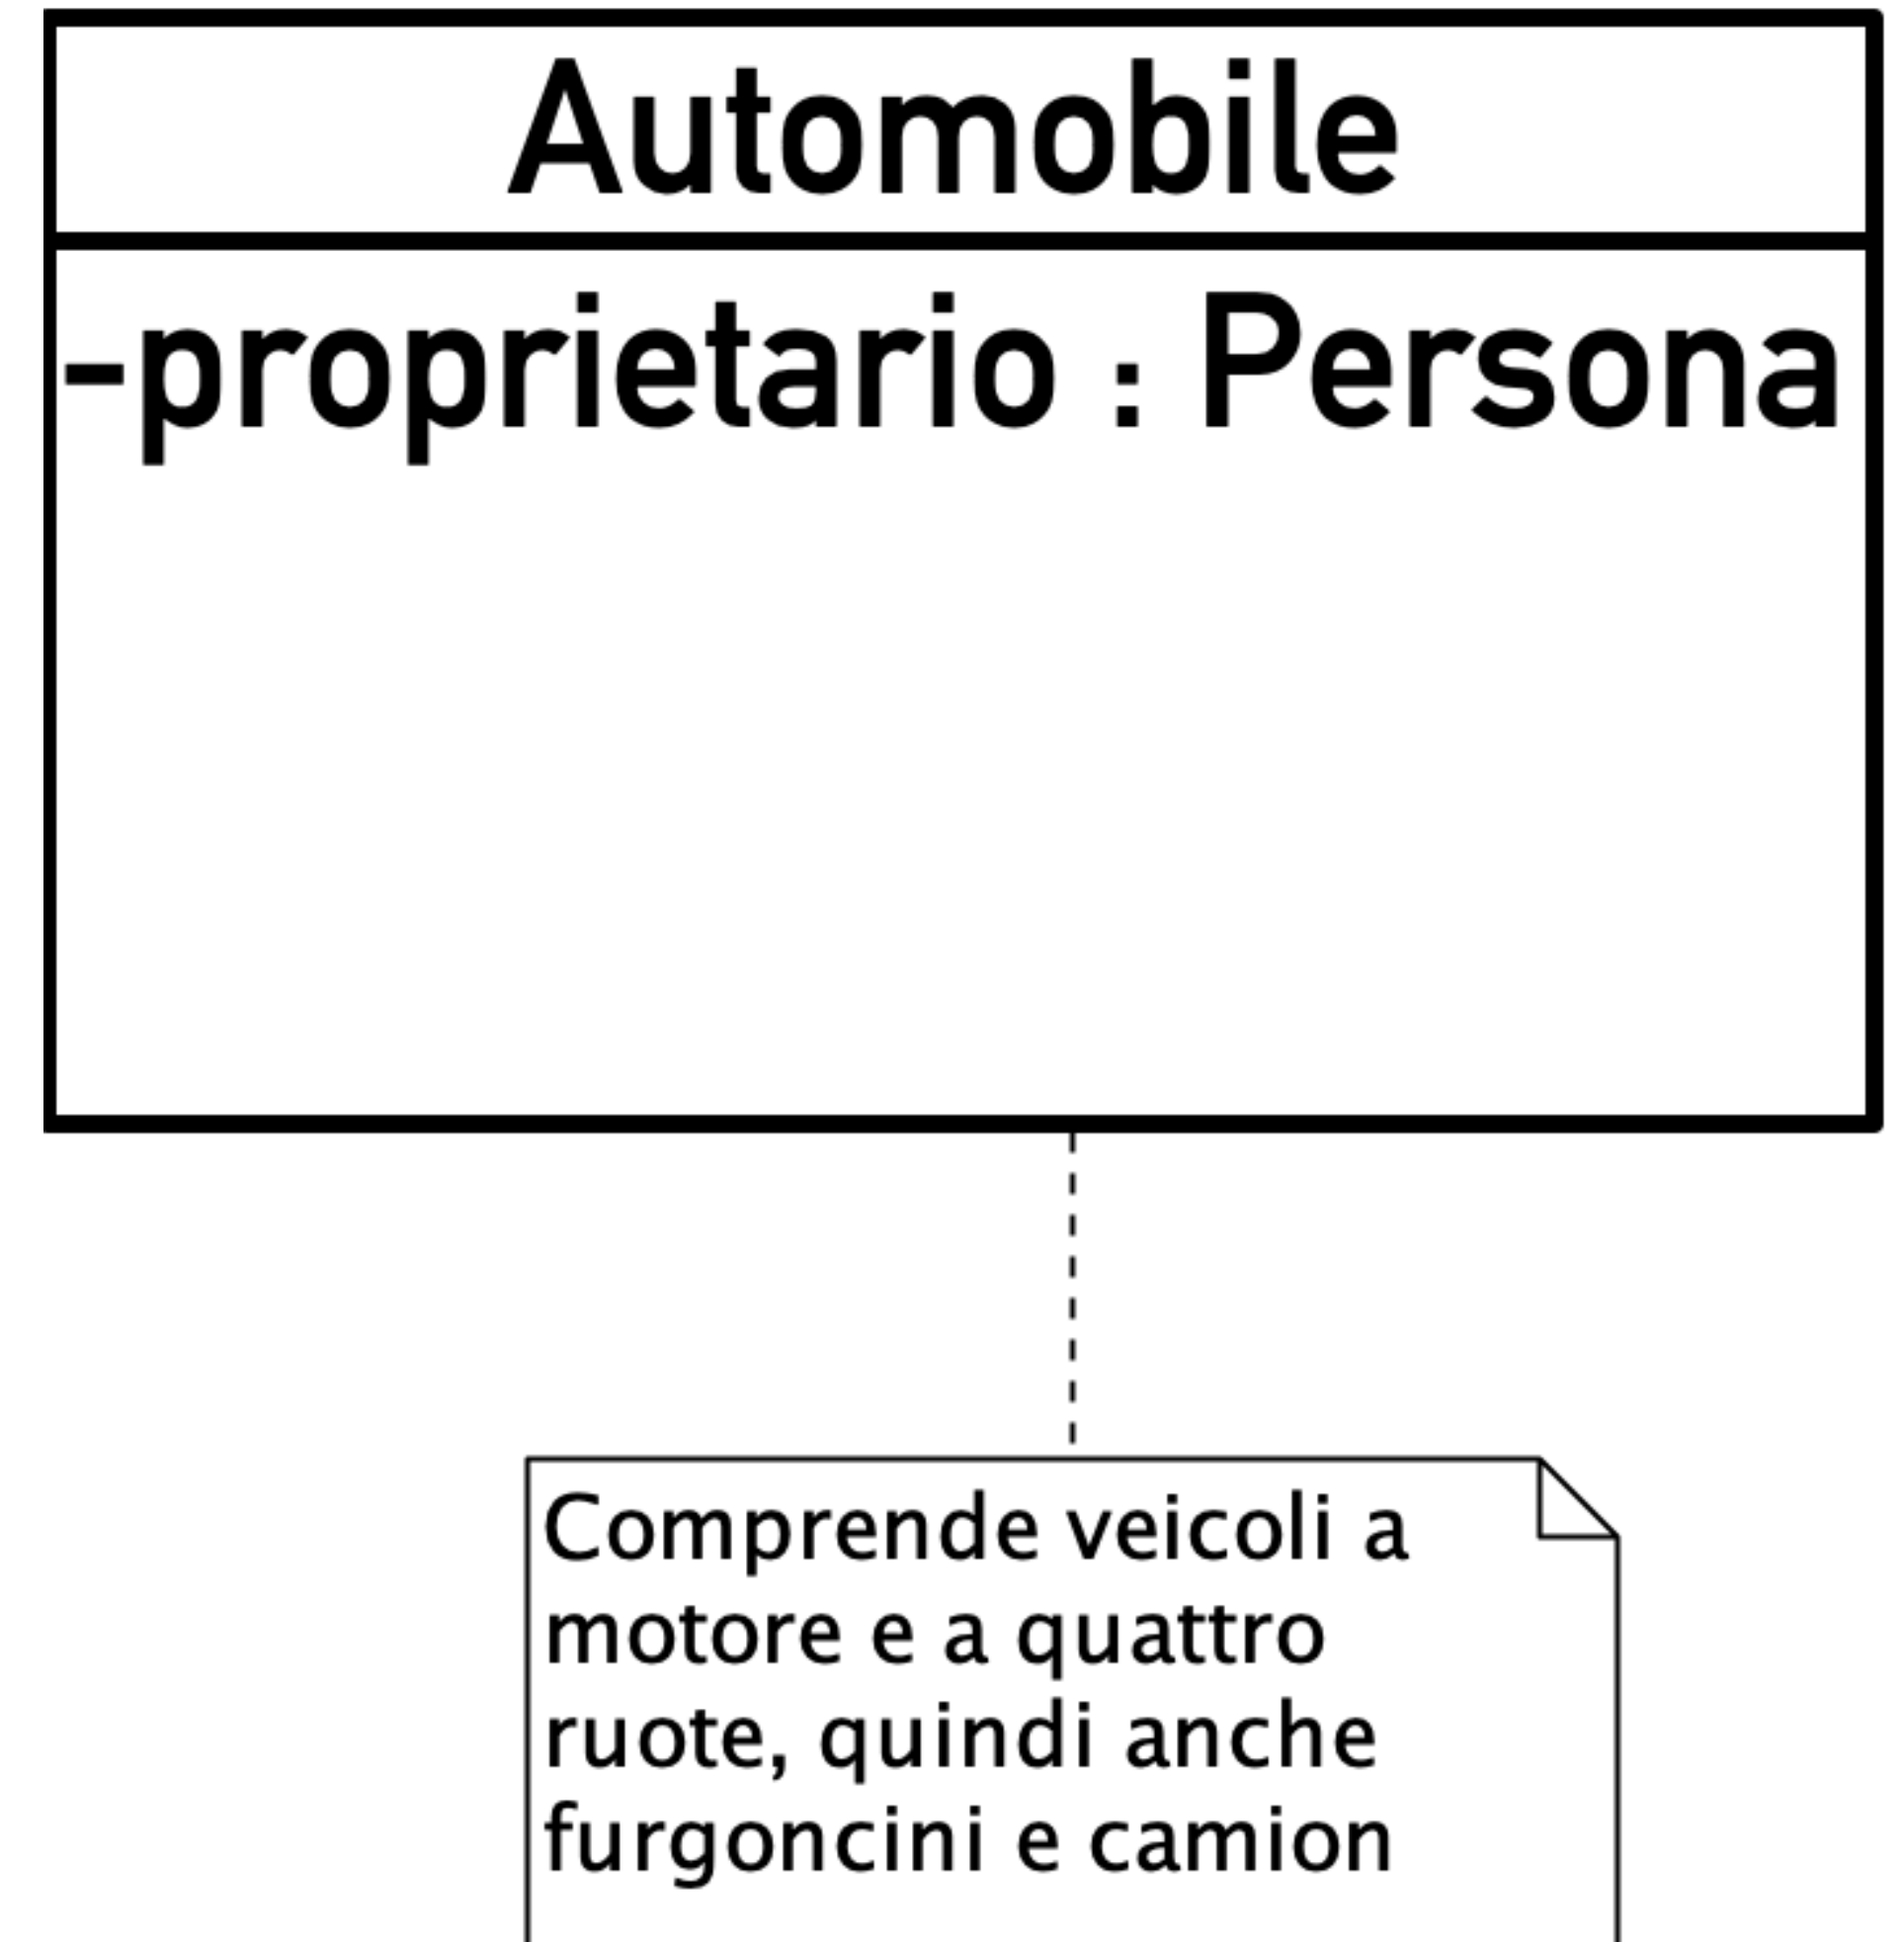 Automobile
-proprietario : Persona
Comprende veicoli a
motore e a quattro
ruote, quindi anche
furgoncini e camion